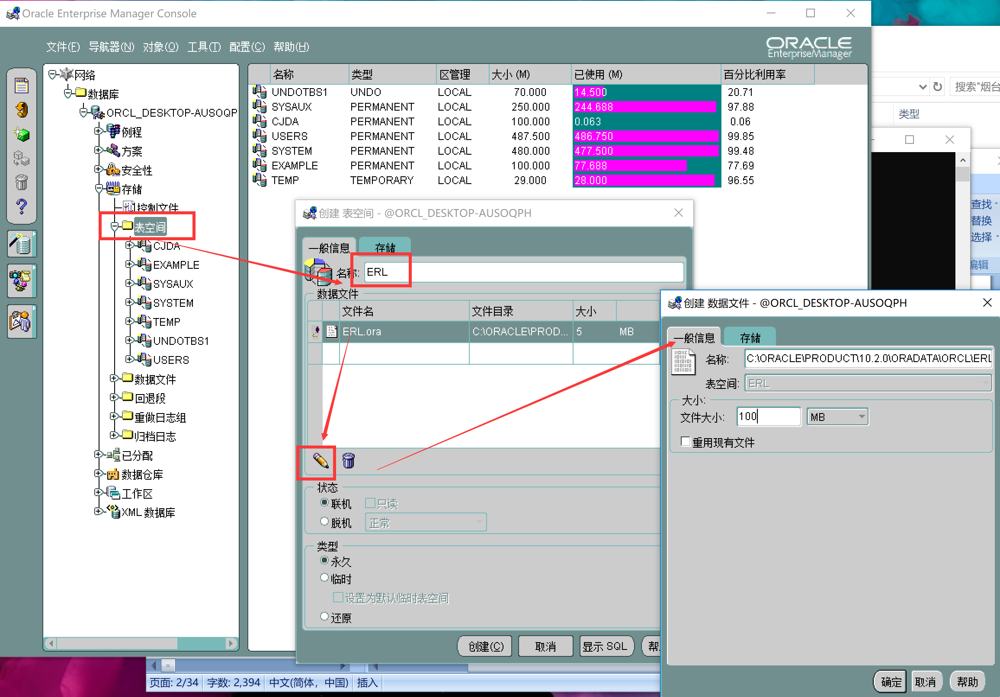 Oracle Enterprise Manager Console
文件(F) 导航器(N) 对象(O) 工具(T) 配置(C) 帮助(H)
ORACLE
EnterpriseManager
网络
数据库
ORCL_DESKTOP-AUSOQP
例程
方案
安全性
存储
控制文件
表空间
CJDA
EXAMPLE
SYSAUX
SYSTEM
TEMP
UNDOTBS1
USERS
数据文件
回退段
重做日志组
归档日志
已分配
数据仓库
工作区
XML 数据库
名称 类型 区管理 大小 (M) 已使用 (M) 百分比利用率
UNDOTBS1 UNDO LOCAL 70.000 14.500 20.71
SYSAUX PERMANENT LOCAL 250.000 244.688 97.88
CJDA PERMANENT LOCAL 100.000 0.063 0.06
USERS PERMANENT LOCAL 487.500 486.750 99.85
SYSTEM PERMANENT LOCAL 480.000 477.500 99.48
EXAMPLE PERMANENT LOCAL 100.000 77.688 77.69
TEMP TEMPORARY LOCAL 29.000 28.000 96.55
创建 表空间 - @ORCL_DESKTOP-AUSOQPH
一般信息 存储
名称: ERL
数据文件
文件名 文件目录 大小
ERL.ora C:\ORACLE\PROD... 5 MB
状态
联机 只读
脱机 正常
类型
永久
临时
设置为默认临时表空间
还原
创建(C) 取消 显示 SQL 帮
创建 数据文件 - @ORCL_DESKTOP-AUSOQPH
一般信息 存储
名称: C:\ORACLE\PRODUCT\10.2.0\ORADATA\ORCL\ERL
表空间: ERL
大小:
文件大小: 100 MB
重用现有文件
确定 取消 帮助
搜索"烟台
类型
查找
替换
选择
编辑
页面: 2/34 字数: 2,394 中文(简体，中国) 插入